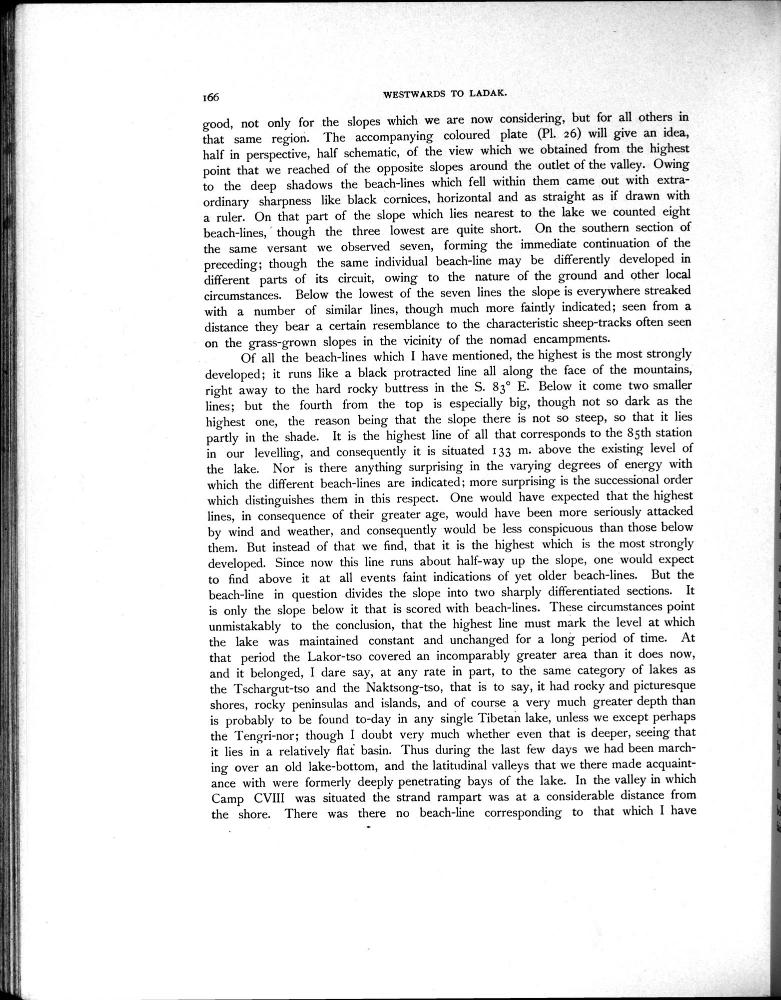 166
WESTWARDS TO LADAK.
good, not only for the slopes which we are now considering, but for all others in
that same region. The accompanying coloured plate (Pl. 26) will give an idea,
half in perspective, half schematic, of the view which we obtained from the highest
point that we reached of the opposite slopes around the outlet of the valley. Owing
to the deep shadows the beach-lines which fell within them came out with extra-
ordinary sharpness like black cornices, horizontal and as straight as if drawn with
a ruler. On that part of the slope which lies nearest to the lake we counted eight
beach-lines, though the three lowest are quite short. On the southern section of
the same versant we observed seven, forming the immediate continuation of the
preceding; though the same individual beach-line may be differently developed in
different parts of its circuit, owing to the nature of the ground and other local
circumstances. Below the lowest of the seven lines the slope is everywhere streaked
with a number of similar lines, though much more faintly indicated; seen from a
distance they bear a certain resemblance to the characteristic sheep-tracks often seen
on the grass-grown slopes in the vicinity of the nomad encampments.
Of all the beach-lines which I have mentioned, the highest is the most strongly
developed; it runs like a black protracted line all along the face of the mountains,
right away to the hard rocky buttress in the S. 83° E. Below it come two smaller
lines; but the fourth from the top is especially big, though not so dark as the
highest one, the reason being that the slope there is not so steep, so that it lies
partly in the shade. It is the highest line of all that corresponds to the 85th station
in our levelling, and consequently it is situated 133 m. above the existing level of
the lake. Nor is there anything surprising in the varying degrees of energy with
which the different beach-lines are indicated; more surprising is the successional order
which distinguishes them in this respect. One would have expected that the highest
lines, in consequence of their greater age, would have been more seriously attacked
by wind and weather, and consequently would be less conspicuous than those below
them. But instead of that we find, that it is the highest which is the most strongly
developed. Since now this line runs about half-way up the slope, one would expect
to find above it at all events faint indications of yet older beach-lines. But the
beach-line in question divides the slope into two sharply differentiated sections. It
is only the slope below it that is scored with beach-lines. These circumstances point
unmistakably to the conclusion, that the highest line must mark the level at which
the lake was maintained constant and unchanged for a long period of time. At
that period the Lakor-tso covered an incomparably greater area than it does now,
and it belonged, I dare say, at any rate in part, to the same category of lakes as
the Tschargut-tso and the Naktsong-tso, that is to say, it had rocky and picturesque
shores, rocky peninsulas and islands, and of course a very much greater depth than
is probably to be found to-day in any single Tibetan lake, unless we except perhaps
the Tengri-nor; though I doubt very much whether even that is deeper, seeing that
it lies in a relatively flat basin. Thus during the last few days we had been march-
ing over an old lake-bottom, and the latitudinal valleys that we there made acquaint-
ance with were formerly deeply penetrating bays of the lake. In the valley in which
Camp CVIII was situated the strand rampart was at a considerable distance from
the shore. There was there no beach-line corresponding to that which I have